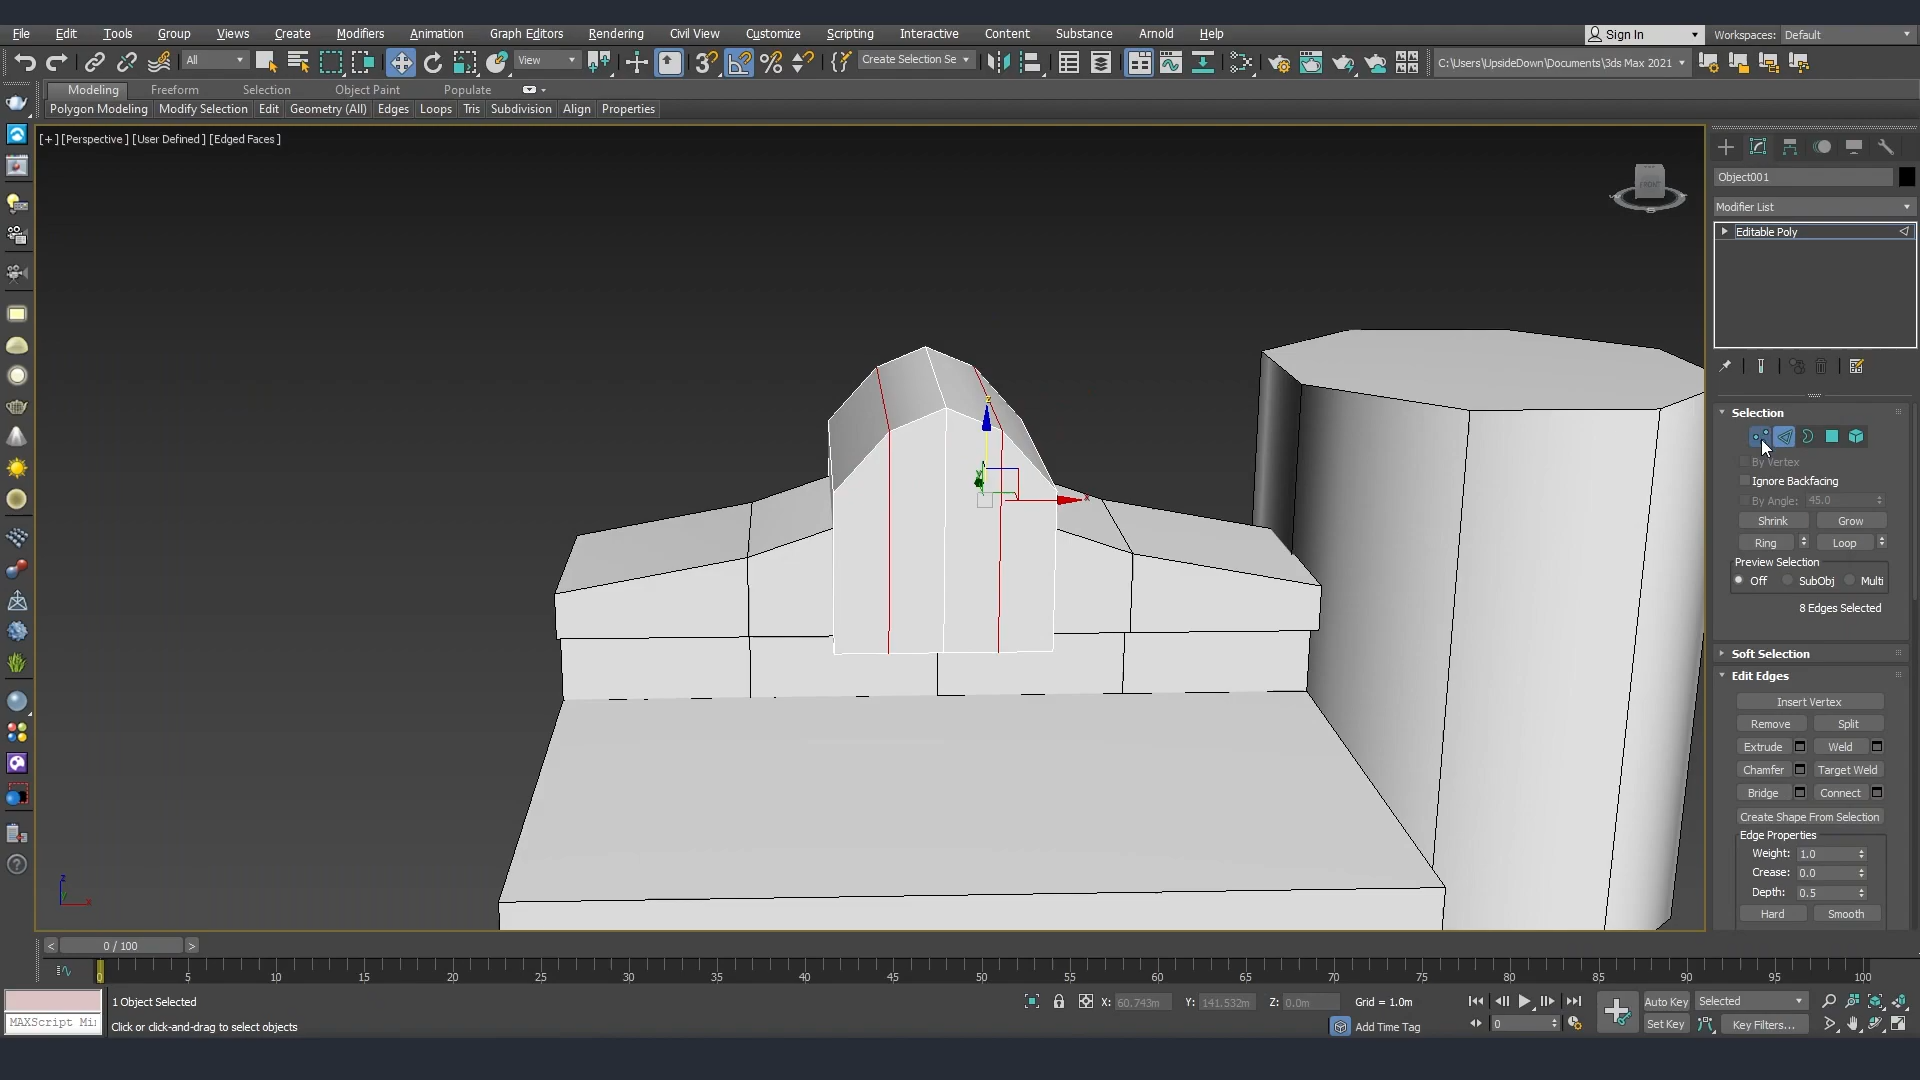 File Edit Tools Group Views Create Modifiers Animation Graph Editors Rendering Civil View Customize Scripting Interactive Content Substance Arnold Help Sign In Workspaces: Default
All View Create Selection Se C:\Users\UpsideDown\Documents\3ds Max 2021
Modeling Freeform Selection Object Paint Populate
Polygon Modeling Modify Selection Edit Geometry (All) Edges Loops Tris Subdivision Align Properties
[+] [Perspective] [User Defined] [Edged Faces]
Object001
Modifier List
Editable Poly
Selection
By Vertex
Ignore Backfacing
By Angle: 45.0
Shrink Grow
Ring Loop
Preview Selection
Off SubObj Multi
8 Edges Selected
Soft Selection
Edit Edges
Insert Vertex
Remove Split
Extrude Weld
Chamfer Target Weld
Bridge Connect
Create Shape From Selection
Edge Properties
Weight: 1.0
Crease: 0.0
Depth: 0.5
Hard Smooth
z
x
z
x
< 0 / 100 >
0 5 10 15 20 25 30 35 40 45 50 55 60 65 70 75 80 85 90 95 100
1 Object Selected X: 60.743m Y: 141.532m Z: 0.0m Grid = 1.0m Auto Key Selected
MAXScript Mi Click or click-and-drag to select objects Add Time Tag 0 Set Key Key Filters...